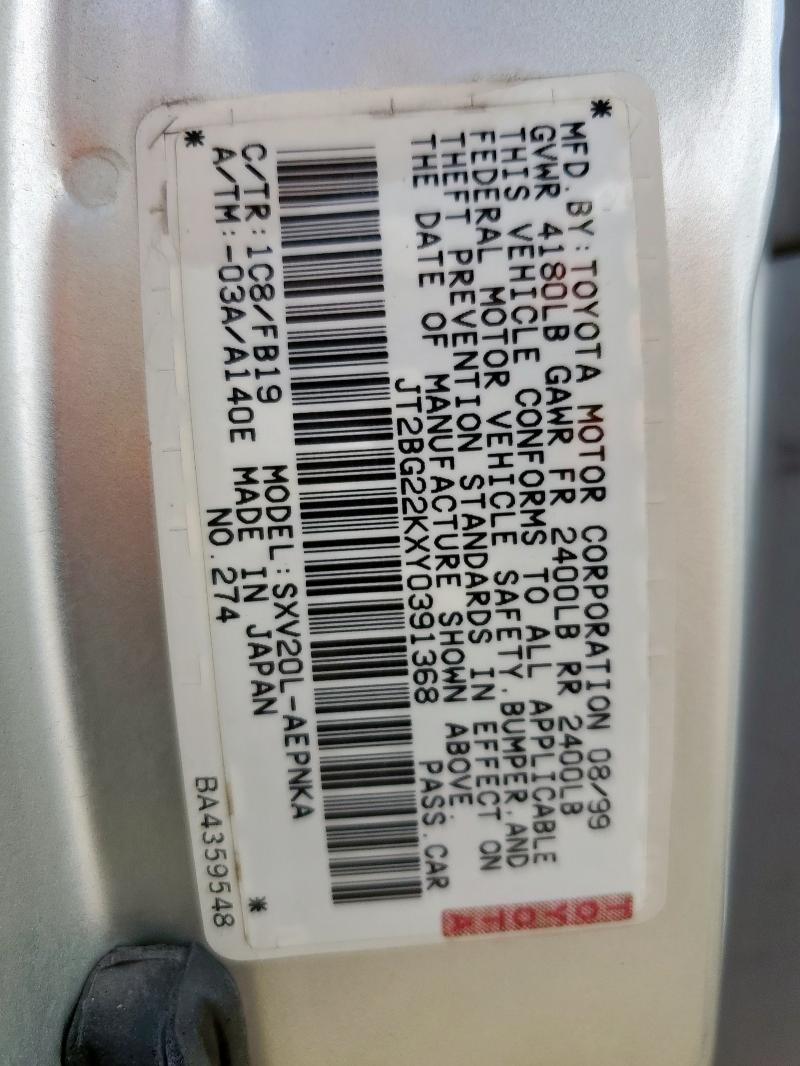 MFD. BY: TOYOTA MOTOR CORPORATION 08/99
GVWR 4180LB GAWR FR 2400LB RR 2400LB
THIS VEHICLE CONFORMS TO ALL APPLICABLE
FEDERAL MOTOR VEHICLE SAFETY, BUMPER, AND
THEFT PREVENTION STANDARDS IN EFFECT ON
THE DATE OF MANUFACTURE SHOWN ABOVE.
JT2BG22KXY0391368 PASS. CAR
C/TR: 1C8/FB19 MODEL: SXV20L-AEPNKA
A/TM: -03A/A140E MADE IN JAPAN
NO. 274
BA4359548
TOYOTA